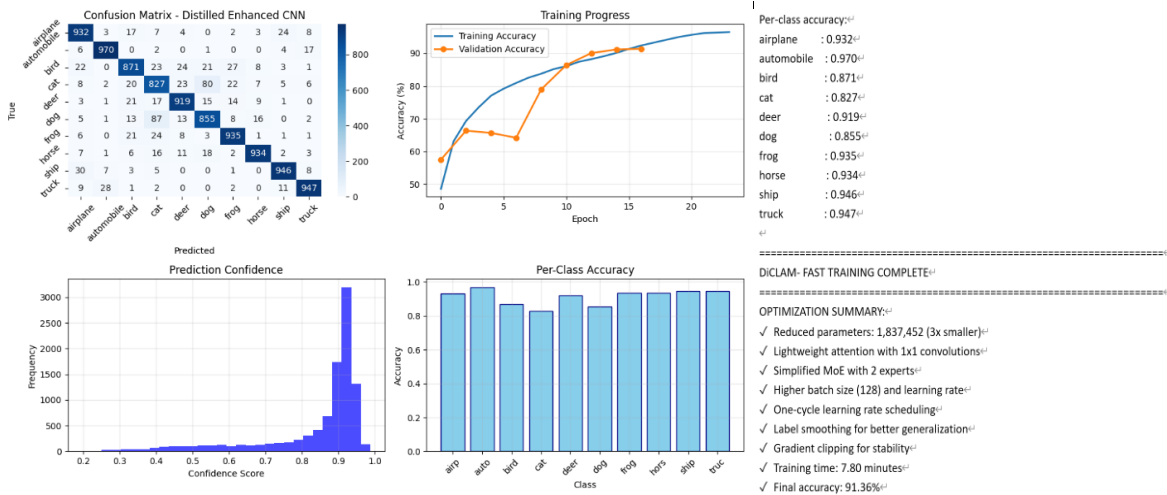 Confusion Matrix - Distilled Enhanced CNN
True
airplane 932 3 17 7 4 0 2 3 24 8
automobile 6 970 0 2 0 1 0 0 4 17
bird 22 0 871 23 24 21 27 8 3 1
cat 8 2 20 827 23 80 22 7 5 6
deer 3 1 21 17 919 15 14 9 1 0
dog 5 1 13 87 13 855 8 16 0 2
frog 6 0 21 24 8 3 935 1 1 1
horse 7 1 6 16 11 18 2 934 2 3
ship 30 7 3 5 2 0 0 0 946 8
truck 9 28 1 2 0 0 2 0 11 947
airplane automobile bird cat deer dog frog horse ship truck
Predicted
800
600
400
200
0
Training Progress
Training Accuracy
Validation Accuracy
Accuracy (%)
90
80
70
60
50
0 5 10 15 20
Epoch
Prediction Confidence
Frequency
3000
2500
2000
1500
1000
500
0
0.2 0.3 0.4 0.5 0.6 0.7 0.8 0.9 1.0
Confidence Score
Per-Class Accuracy
Accuracy
1.0
0.8
0.6
0.4
0.2
0.0
airp auto bird cat deer dog frog hors ship truc
Class
Per-class accuracy:↵
airplane : 0.932↵
automobile : 0.970↵
bird : 0.871↵
cat : 0.827↵
deer : 0.919↵
dog : 0.855↵
frog : 0.935↵
horse : 0.934↵
ship : 0.946↵
truck : 0.947↵
↵
======================================================================↵
DiCLAM- FAST TRAINING COMPLETE↵
======================================================================↵
OPTIMIZATION SUMMARY:↵
✓ Reduced parameters: 1,837,452 (3x smaller)↵
✓ Lightweight attention with 1x1 convolutions↵
✓ Simplified MoE with 2 experts↵
✓ Higher batch size (128) and learning rate↵
✓ One-cycle learning rate scheduling↵
✓ Label smoothing for better generalization↵
✓ Gradient clipping for stability↵
✓ Training time: 7.80 minutes↵
✓ Final accuracy: 91.36%↵